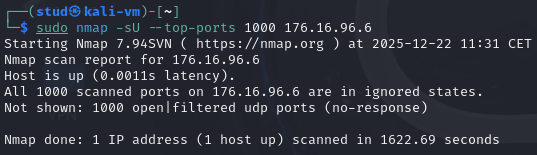 ┌──(stud㉿kali-vm)-[~]
└─$ sudo nmap -sU --top-ports 1000 176.16.96.6
Starting Nmap 7.94SVN ( https://nmap.org ) at 2025-12-22 11:31 CET
Nmap scan report for 176.16.96.6
Host is up (0.0011s latency).
All 1000 scanned ports on 176.16.96.6 are in ignored states.
Not shown: 1000 open|filtered udp ports (no-response)
Nmap done: 1 IP address (1 host up) scanned in 1622.69 seconds